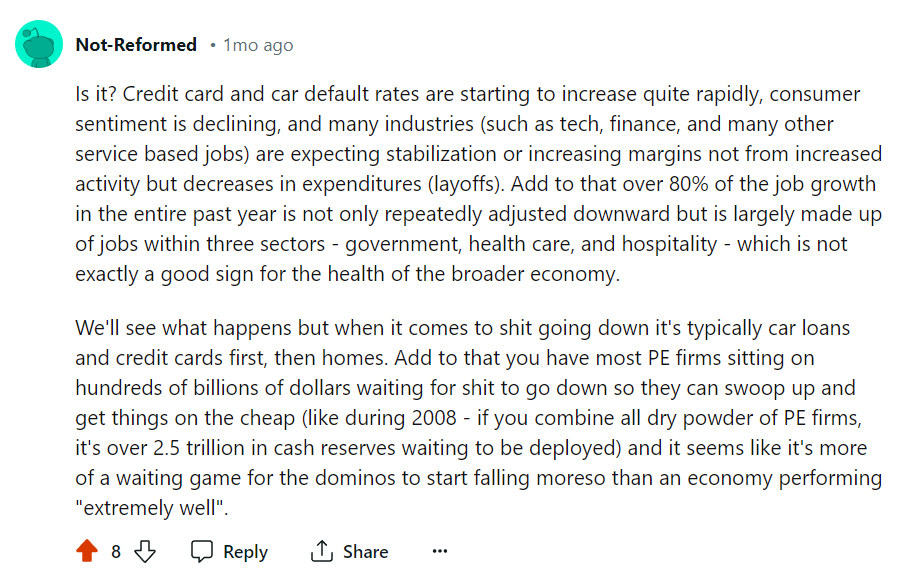 Not-Reformed • 1mo ago
Is it? Credit card and car default rates are starting to increase quite rapidly, consumer
sentiment is declining, and many industries (such as tech, finance, and many other
service based jobs) are expecting stabilization or increasing margins not from increased
activity but decreases in expenditures (layoffs). Add to that over 80% of the job growth
in the entire past year is not only repeatedly adjusted downward but is largely made up
of jobs within three sectors - government, health care, and hospitality - which is not
exactly a good sign for the health of the broader economy.
We'll see what happens but when it comes to shit going down it's typically car loans
and credit cards first, then homes. Add to that you have most PE firms sitting on
hundreds of billions of dollars waiting for shit to go down so they can swoop up and
get things on the cheap (like during 2008 - if you combine all dry powder of PE firms,
it's over 2.5 trillion in cash reserves waiting to be deployed) and it seems like it's more
of a waiting game for the dominos to start falling moreso than an economy performing
"extremely well".
8 Reply Share ...